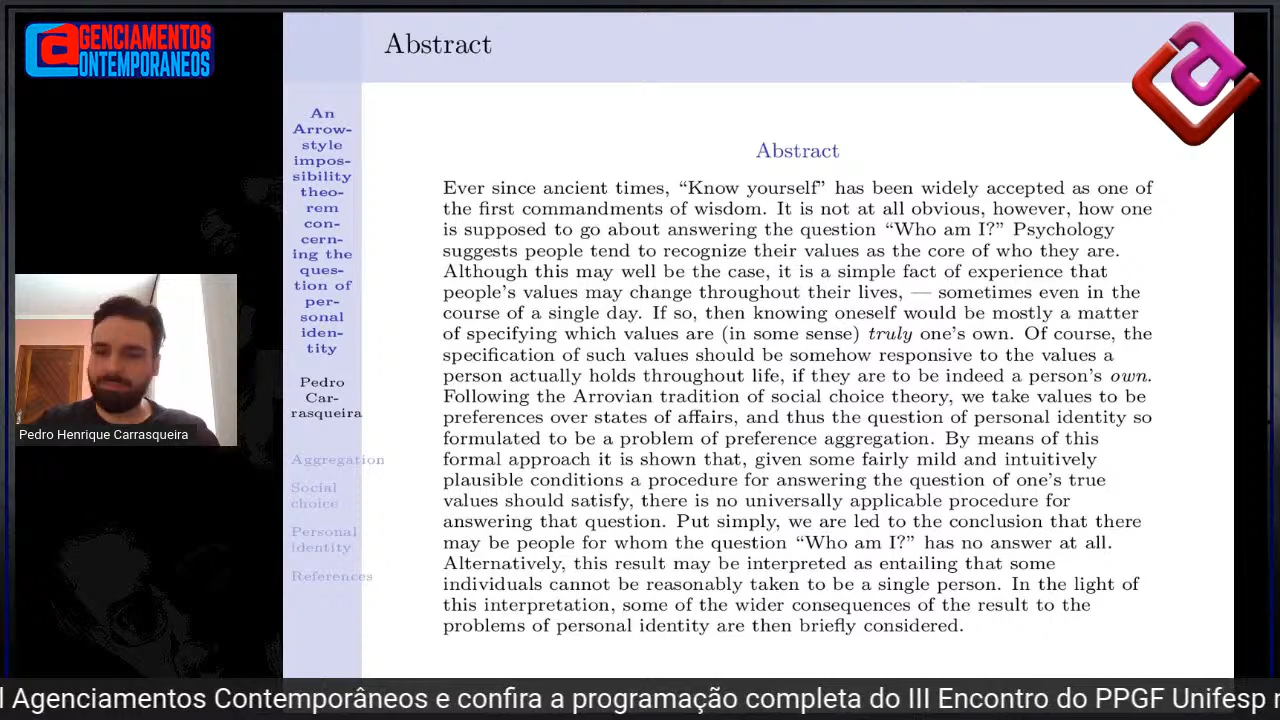 AGENCIAMENTOS
CONTEMPORANEOS
Abstract
An
Arrow-
style
impos-
sibility
theo-
rem
con-
cern-
ing the
ques-
tion of
per-
sonal
iden-
tity
Pedro
Car-
rasqueira
Aggregation
Social
choice
Personal
Identity
References
Abstract
Ever since ancient times, “Know yourself” has been widely accepted as one of
the first commandments of wisdom. It is not at all obvious, however, how one
is supposed to go about answering the question “Who am I?” Psychology
suggests people tend to recognize their values as the core of who they are.
Although this may well be the case, it is a simple fact of experience that
people’s values may change throughout their lives, — sometimes even in the
course of a single day. If so, then knowing oneself would be mostly a matter
of specifying which values are (in some sense) truly one’s own. Of course, the
specification of such values should be somehow responsive to the values a
person actually holds throughout life, if they are to be indeed a person’s own.
Following the Arrovian tradition of social choice theory, we take values to be
preferences over states of affairs, and thus the question of personal identity so
formulated to be a problem of preference aggregation. By means of this
formal approach it is shown that, given some fairly mild and intuitively
plausible conditions a procedure for answering the question of one’s true
values should satisfy, there is no universally applicable procedure for
answering that question. Put simply, we are led to the conclusion that there
may be people for whom the question “Who am I?” has no answer at all.
Alternatively, this result may be interpreted as entailing that some
individuals cannot be reasonably taken to be a single person. In the light of
this interpretation, some of the wider consequences of the result to the
problems of personal identity are then briefly considered.
Pedro Henrique Carrasqueira
l Agenciamentos Contemporâneos e confira a programação completa do III Encontro do PPGF Unifesp